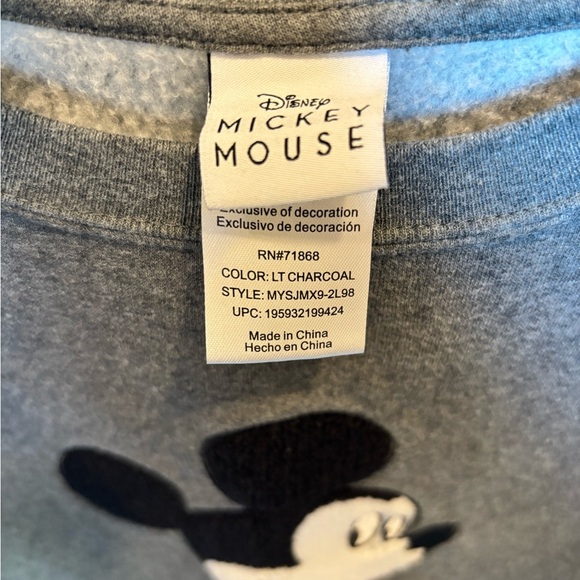 Disney
MICKEY
MOUSE
Exclusive of decoration
Exclusivo de decoración
RN#71868
COLOR: LT CHARCOAL
STYLE: MYSJMX9-2L98
UPC: 195932199424
Made in China
Hecho en China